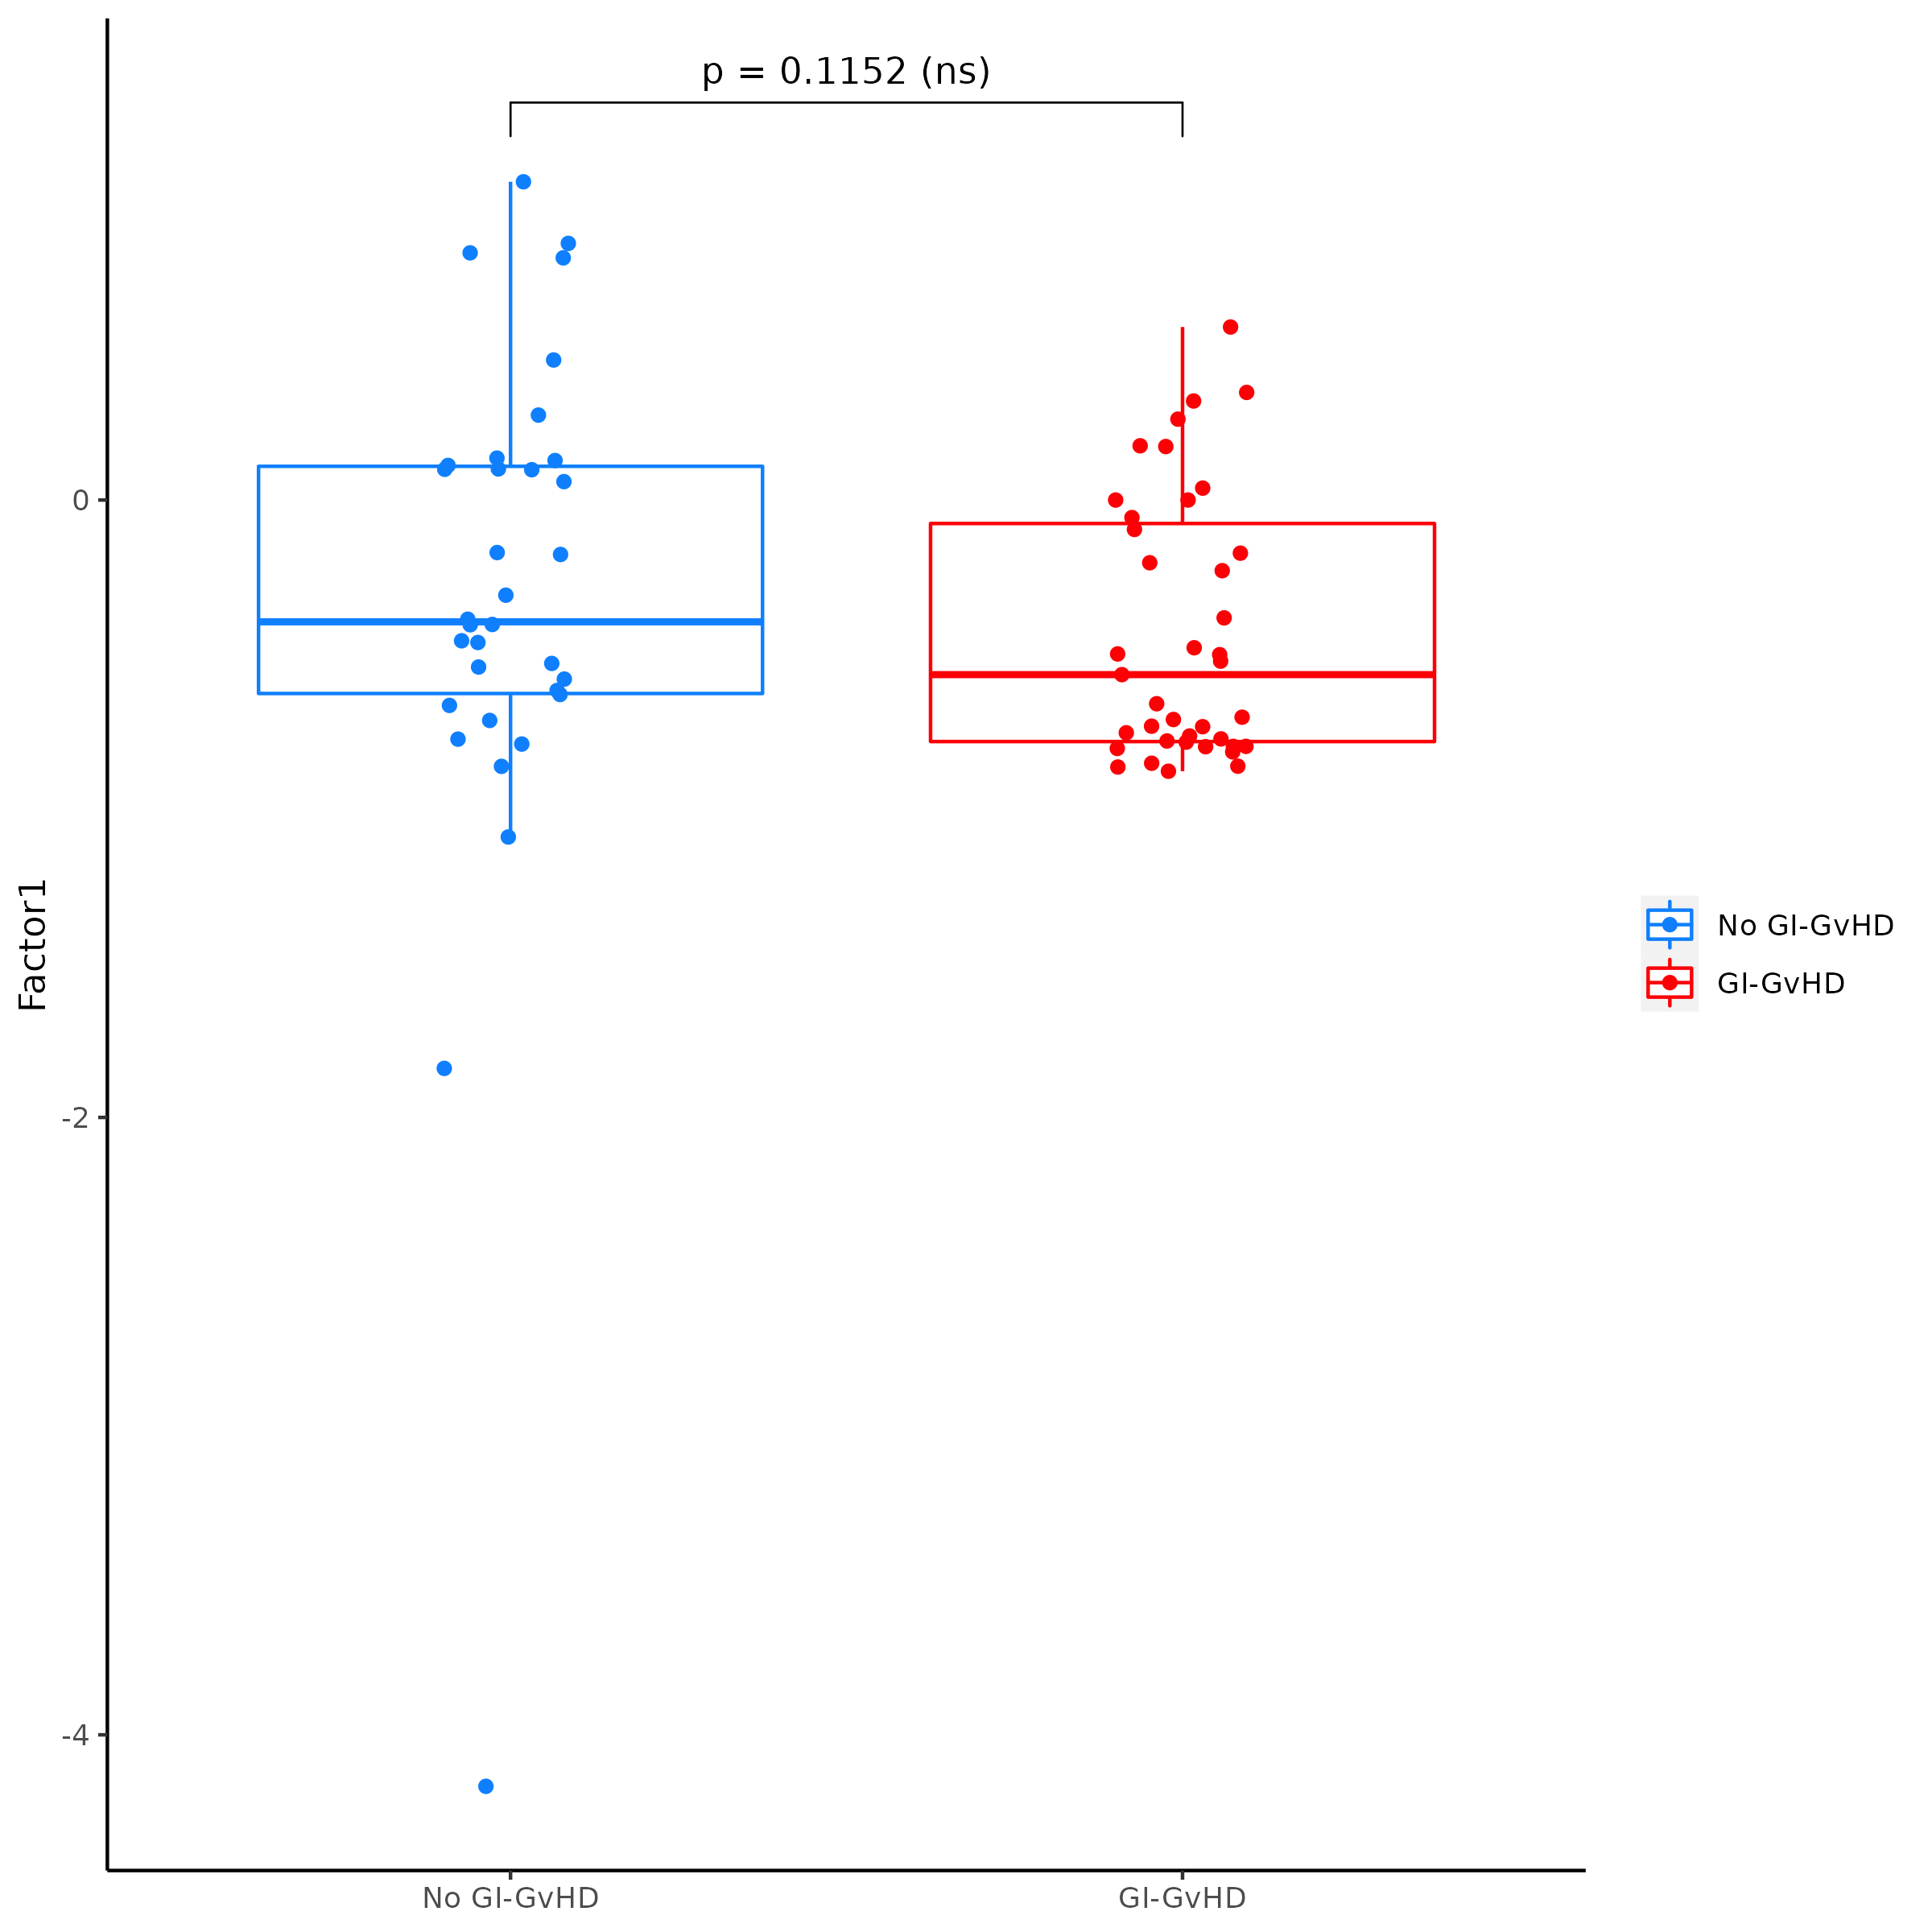 p = 0.1152 (ns)
0
-2
-4
Factor1
No GI-GvHD
GI-GvHD
No GI-GvHD
GI-GvHD